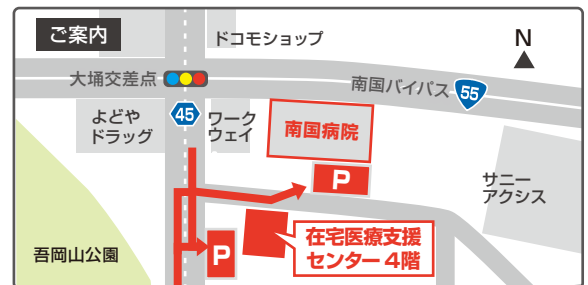 ご案内
ドコモショップ
N
大埇交差点
南国バイパス
55
よどや
ドラッグ
45
ワーク
ウェイ
南国病院
P
サニー
アクシス
吾岡山公園
P
在宅医療支援
センター 4階